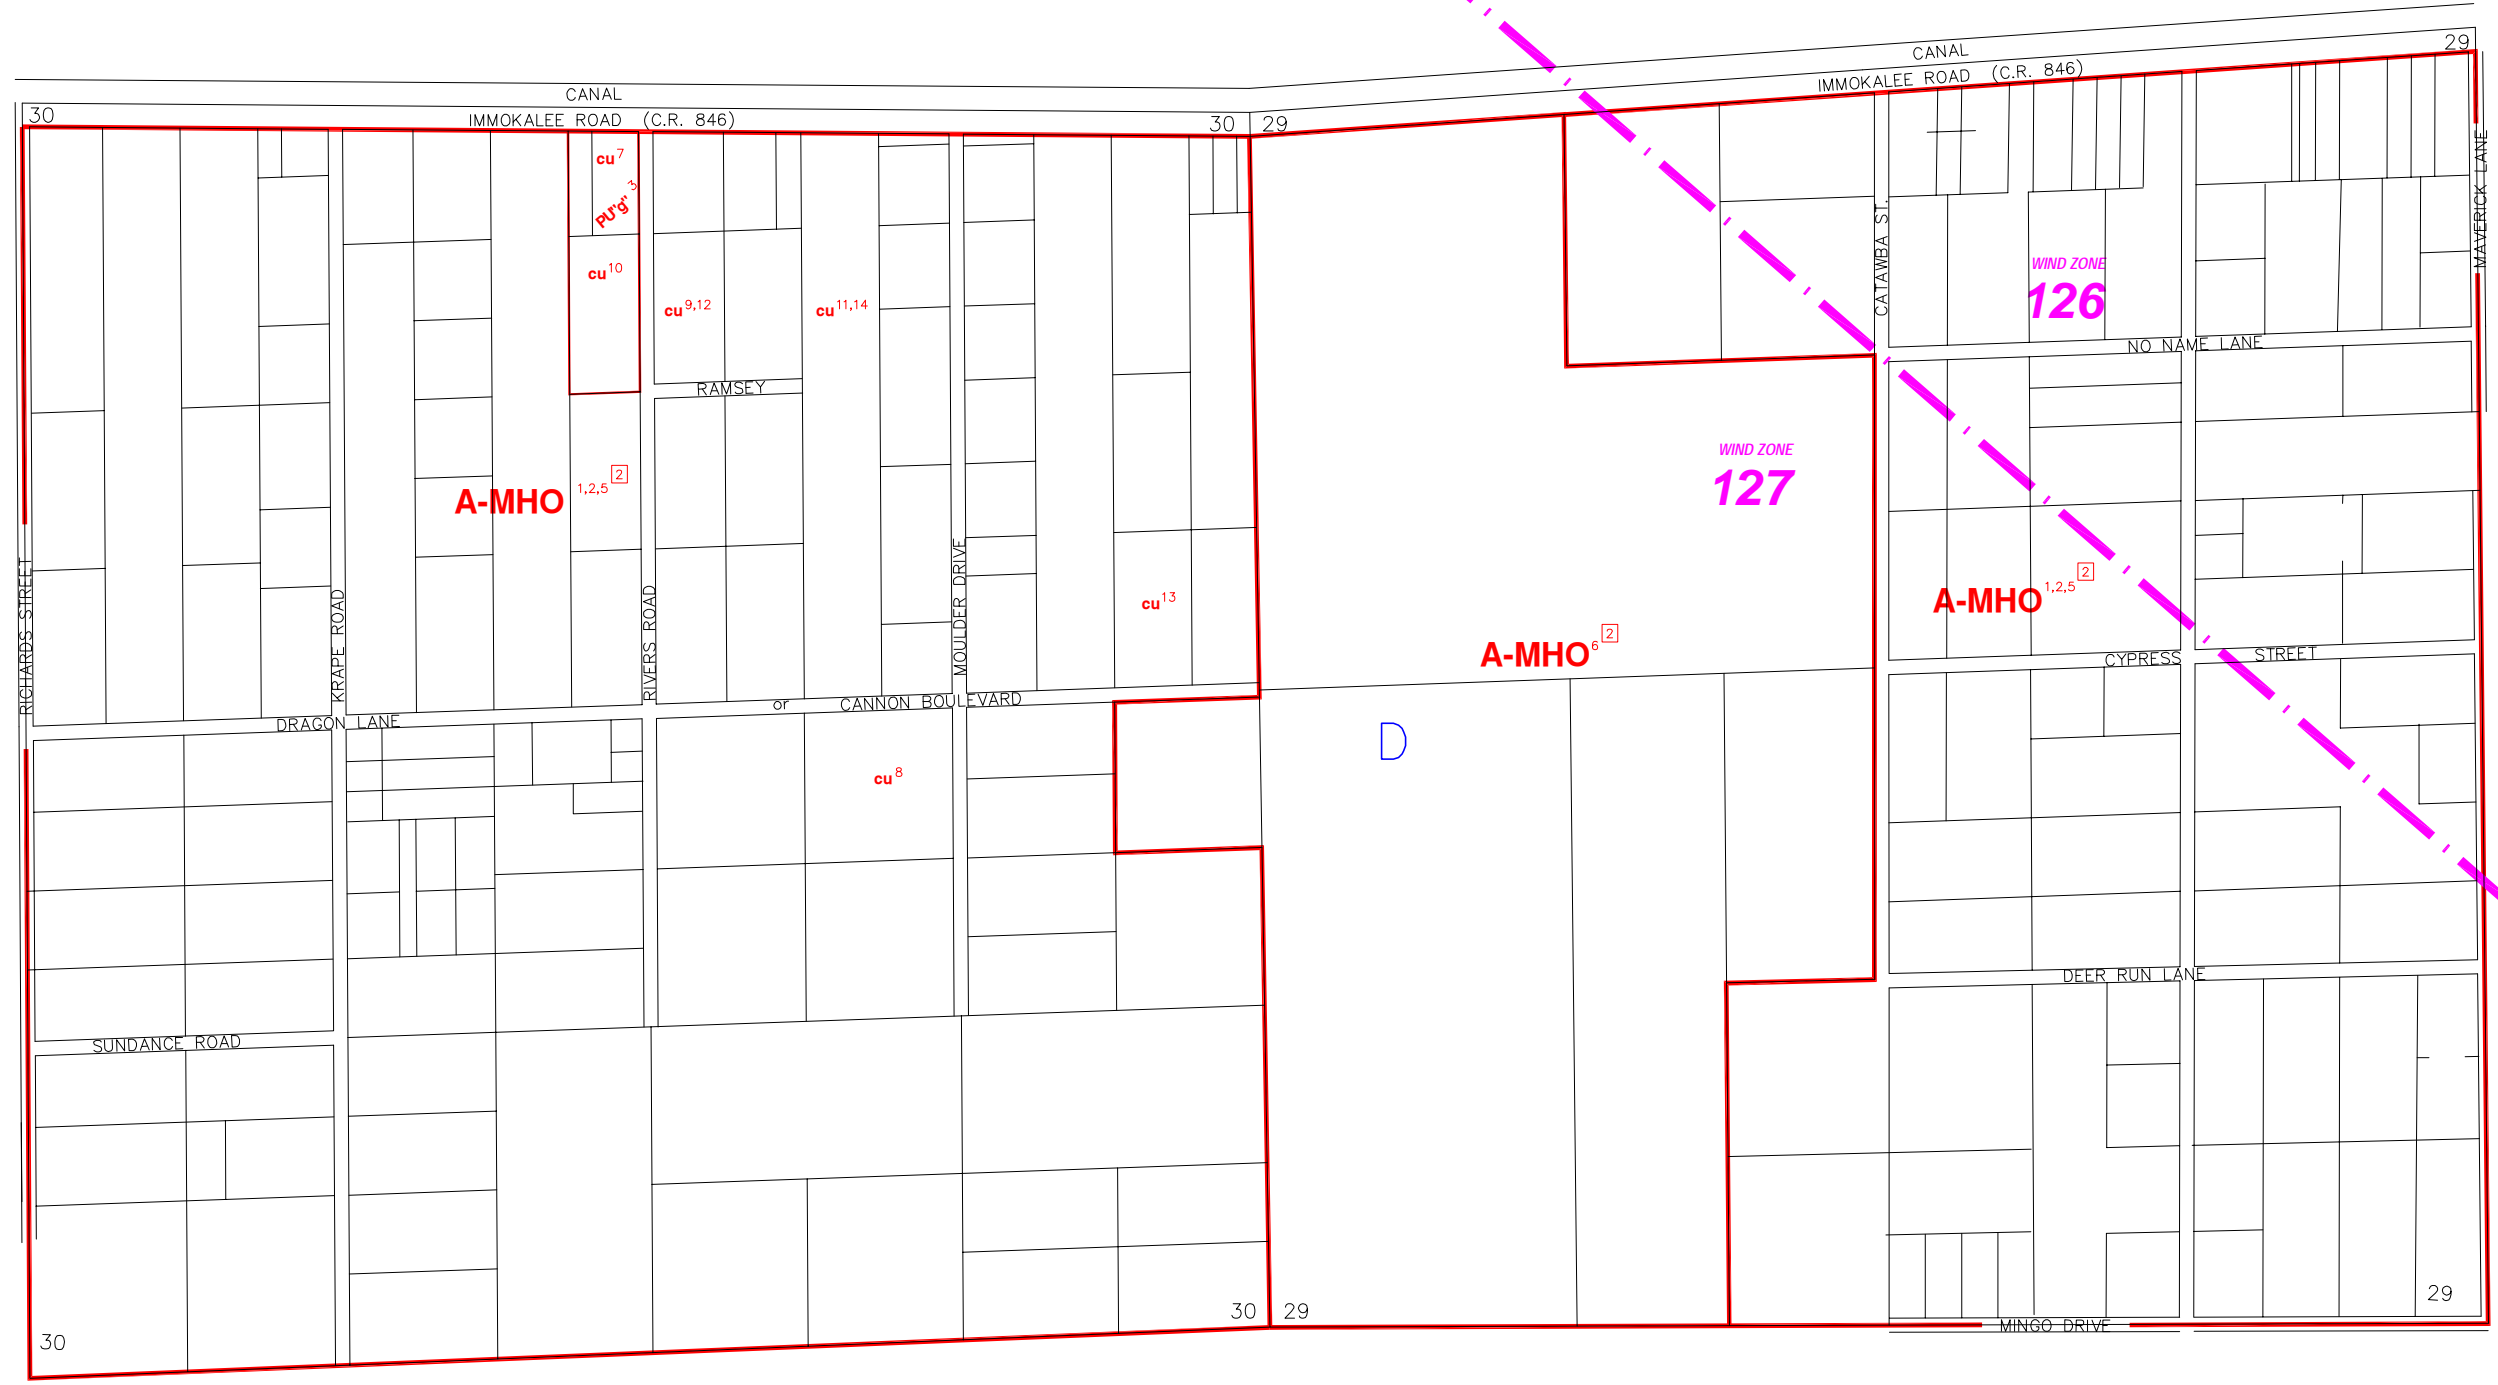 CANAL
29
CANAL
IMMOKALEE ROAD (C.R. 846)
30
IMMOKALEE ROAD (C.R. 846)
30
29
cu 7
PU"g" 3
MAVERICK LANE
CATAWBA ST.
cu 10
WIND ZONE
126
cu 9,12
cu 11,14
NO NAME LANE
RAMSEY
WIND ZONE
127
A-MHO 1,2,5 2
RICHARDS STREET
KRAPE ROAD
RIVERS ROAD
MOULDER DRIVE
cu 13
A-MHO 1,2,5 2
A-MHO 6 2
CYPRESS STREET
or CANNON BOULEVARD
DRAGON LANE
D
cu 8
DEER RUN LANE
SUNDANCE ROAD
29
30
29
MINGO DRIVE
30